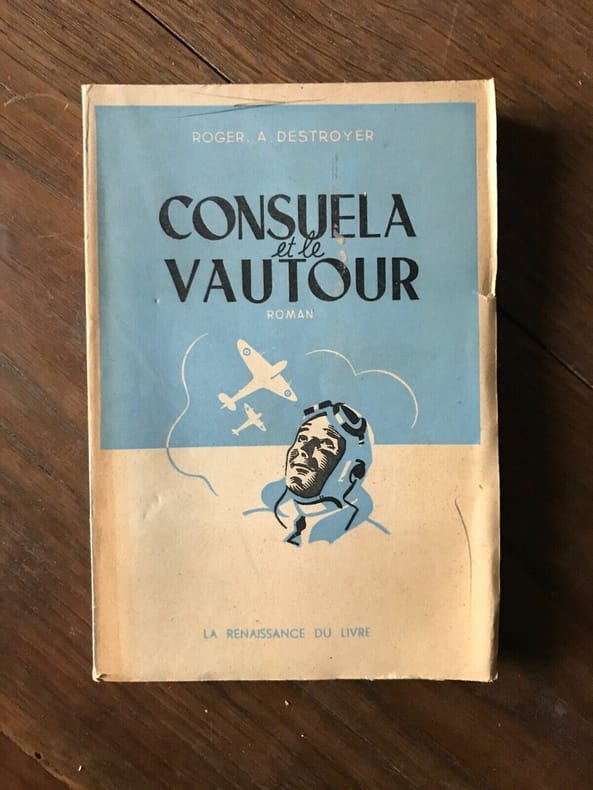 ROGER. A. DESTROYER
CONSUELA
et le
VAUTOUR
ROMAN
LA RENAISSANCE DU LIVRE